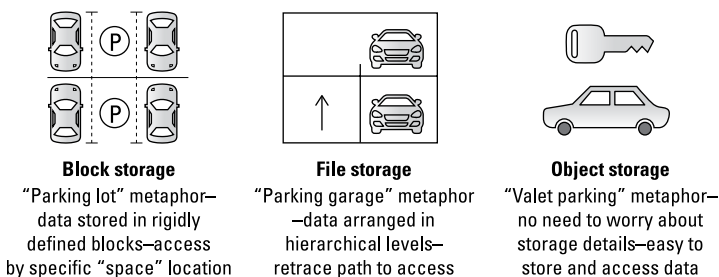 P
P
Block storage
"Parking lot" metaphor–
data stored in rigidly
defined blocks–access
by specific "space" location
File storage
"Parking garage" metaphor
–data arranged in
hierarchical levels–
retrace path to access
Object storage
"Valet parking" metaphor–
no need to worry about
storage details–easy to
store and access data